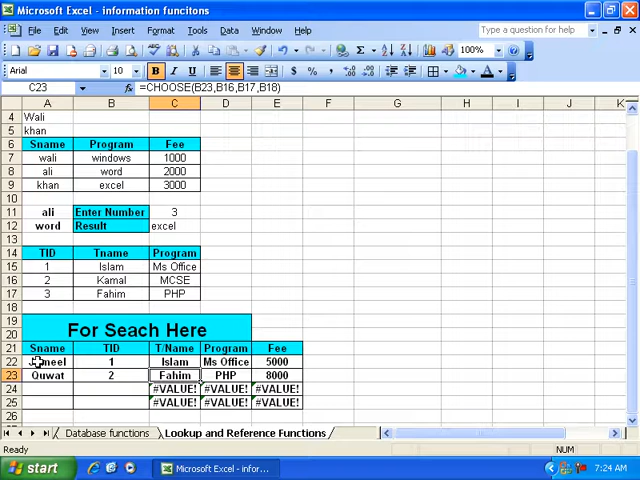 Microsoft Excel - information funcitons
File Edit View Insert Format Tools Data Window Help
Type a question for help
100%
Arial 10 B I U $ % ,
C23 =CHOOSE(B23,B16,B17,B18)
A B C D E F G H I J K
4 Wali
5 khan
6 Sname Program Fee
7 wali windows 1000
8 ali word 2000
9 khan excel 3000
10
11 ali Enter Number 3
12 word Result excel
13
14 TID Tname Program
15 1 Islam Ms Office
16 2 Kamal MCSE
17 3 Fahim PHP
18
19 For Seach Here
20
21 Sname TID T/Name Program Fee
22 Jameel 1 Islam Ms Office 5000
23 Quwat 2 Fahim PHP 8000
24 #VALUE! #VALUE! #VALUE!
25 #VALUE! #VALUE! #VALUE!
26
Database functions Lookup and Reference Functions
Ready NUM
start Microsoft Excel - infor... 7:24 AM